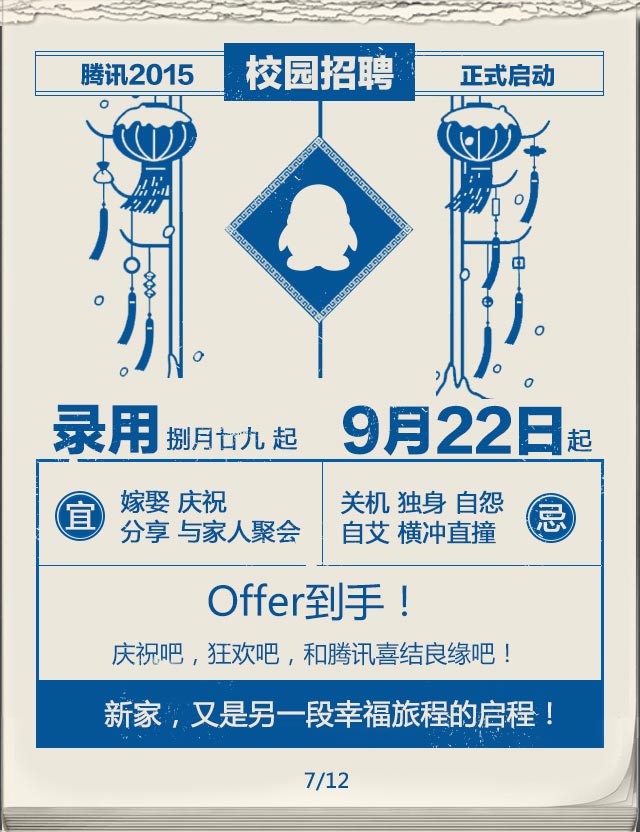 腾讯2015 校园招聘 正式启动
录用 捌月廿九 起 9月22日起
宜
嫁娶 庆祝
分享 与家人聚会
关机 独身 自怨
自艾 横冲直撞
忌
Offer到手！
庆祝吧，狂欢吧，和腾讯喜结良缘吧！
新家，又是另一段幸福旅程的启程！
7/12